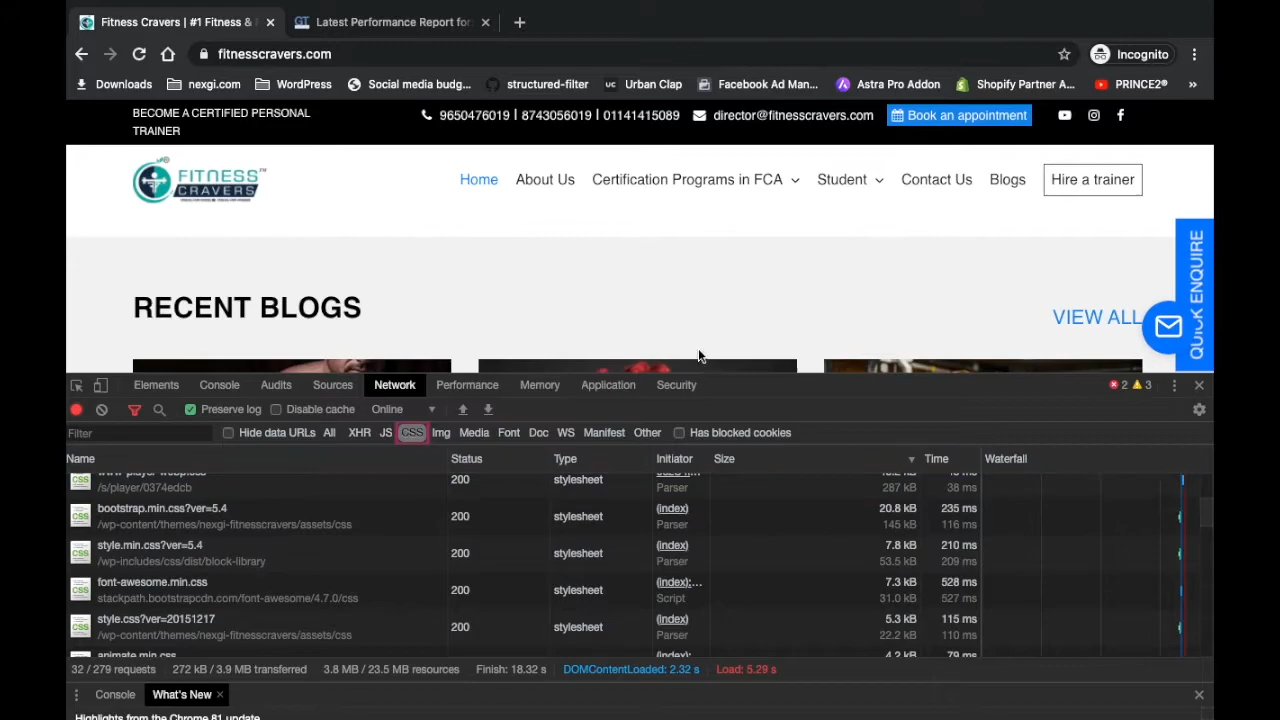 Fitness Cravers | #1 Fitness &
Latest Performance Report for
fitnesscravers.com
Incognito
Downloads
nexgi.com
WordPress
Social media budg...
structured-filter
UC Urban Clap
Facebook Ad Man...
Astra Pro Addon
Shopify Partner A...
PRINCE2®
»
BECOME A CERTIFIED PERSONAL
TRAINER
9650476019 | 8743056019 | 01141415089
director@fitnesscravers.com
Book an appointment
FITNESS
CRAVERS™
Home
About Us
Certification Programs in FCA
Student
Contact Us
Blogs
Hire a trainer
QUICK ENQUIRE
RECENT BLOGS
VIEW ALL
Elements Console Audits Sources Network Performance Memory Application Security
2 3
Preserve log Disable cache Online
Filter
Hide data URLs All XHR JS CSS Img Media Font Doc WS Manifest Other Has blocked cookies
Name Status Type Initiator Size Time Waterfall
/s/player/0374edcb
200 stylesheet
Parser 287 kB 38 ms
bootstrap.min.css?ver=5.4
/wp-content/themes/nexgi-fitnesscravers/assets/css
200 stylesheet
(index) 20.8 kB 235 ms
Parser 145 kB 116 ms
style.min.css?ver=5.4
/wp-includes/css/dist/block-library
200 stylesheet
(index) 7.8 kB 210 ms
Parser 53.5 kB 209 ms
font-awesome.min.css
stackpath.bootstrapcdn.com/font-awesome/4.7.0/css
200 stylesheet
(index):... 7.3 kB 528 ms
Script 31.0 kB 527 ms
style.css?ver=20151217
/wp-content/themes/nexgi-fitnesscravers/assets/css
200 stylesheet
(index) 5.3 kB 115 ms
Parser 22.2 kB 110 ms
animate.min.css
(index): 4.2 kB 79 ms
32 / 279 requests 272 kB / 3.9 MB transferred 3.8 MB / 23.5 MB resources Finish: 18.32 s DOMContentLoaded: 2.32 s Load: 5.29 s
Console What's New
Highlights from the Chrome 81 update